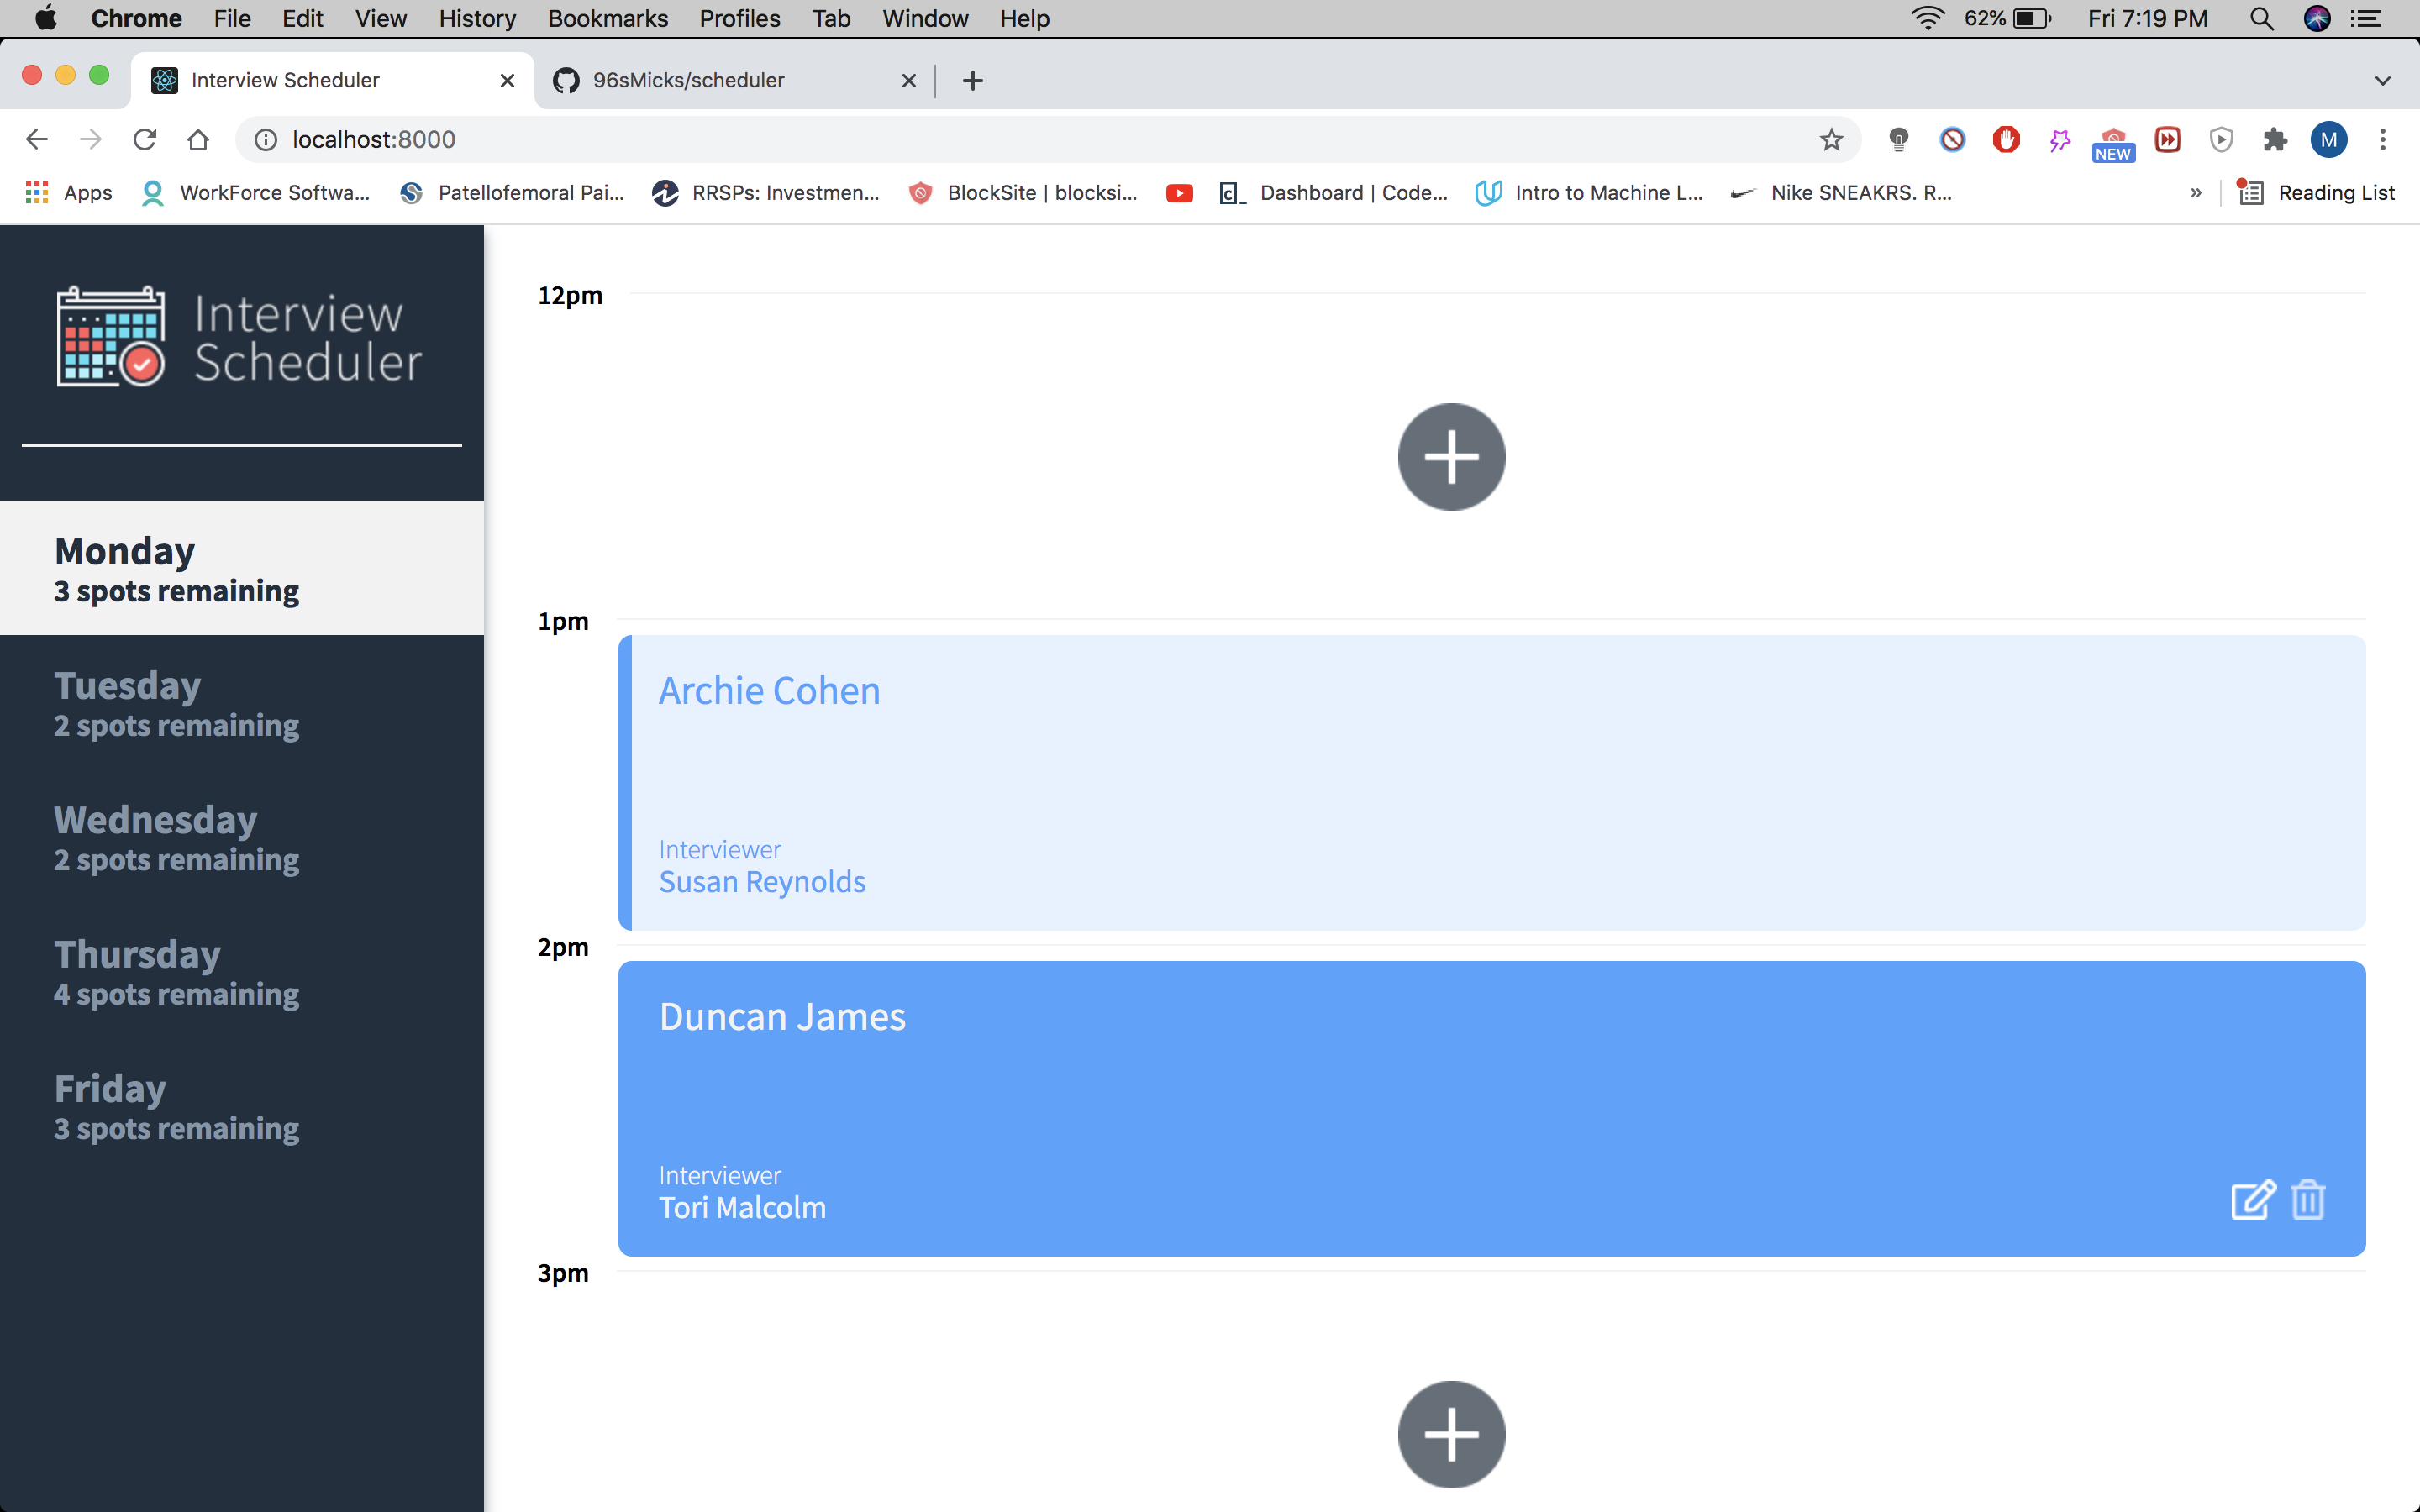 Chrome File Edit View History Bookmarks Profiles Tab Window Help 62% Fri 7:19 PM
Interview Scheduler 96sMicks/scheduler
localhost:8000 NEW M
Apps WorkForce Softwa... Patellofemoral Pai... RRSPs: Investmen... BlockSite | blocksi... Dashboard | Code... Intro to Machine L... Nike SNEAKRS. R... » Reading List
Interview
Scheduler
Monday
3 spots remaining
Tuesday
2 spots remaining
Wednesday
2 spots remaining
Thursday
4 spots remaining
Friday
3 spots remaining
12pm
1pm
Archie Cohen
Interviewer
Susan Reynolds
2pm
Duncan James
Interviewer
Tori Malcolm
3pm